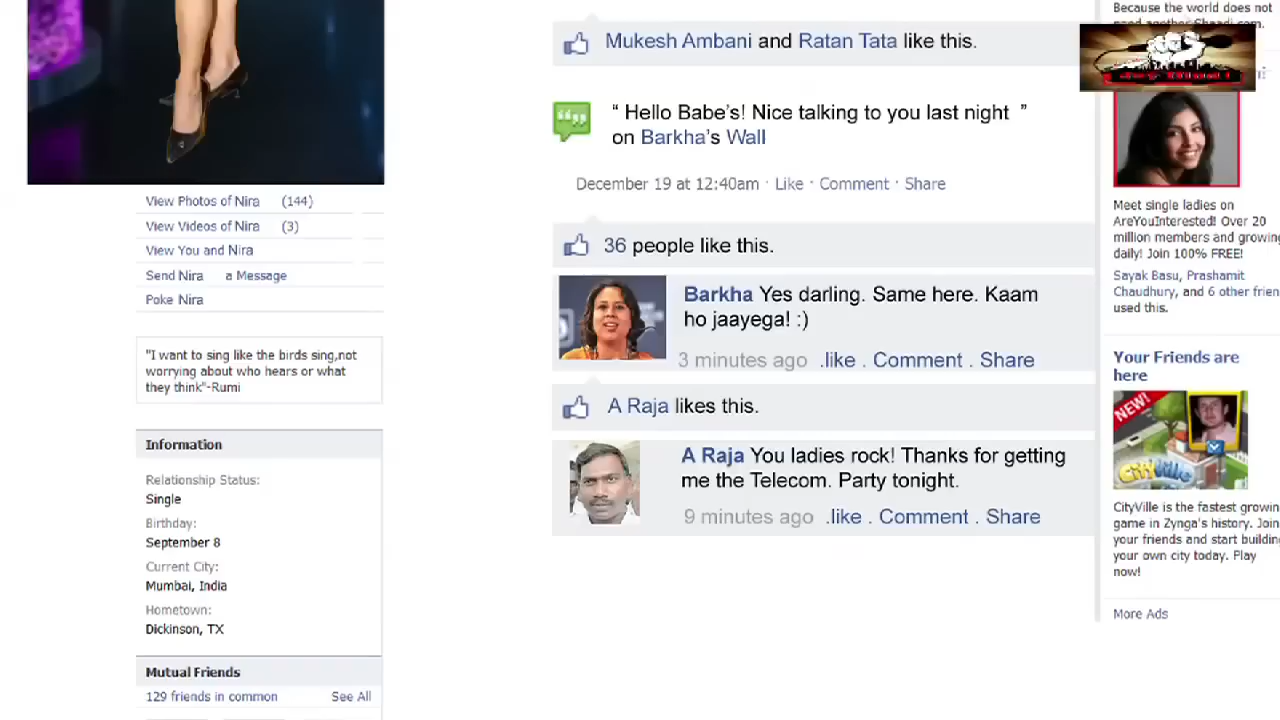 View Photos of Nira (144)
View Videos of Nira (3)
View You and Nira
Send Nira a Message
Poke Nira
"I want to sing like the birds sing,not
worrying about who hears or what
they think"-Rumi
Information
Relationship Status:
Single
Birthday:
September 8
Current City:
Mumbai, India
Hometown:
Dickinson, TX
Mutual Friends
129 friends in common See All
Mukesh Ambani and Ratan Tata like this.
“ Hello Babe's! Nice talking to you last night ”
on Barkha's Wall
December 19 at 12:40am · Like · Comment · Share
36 people like this.
Barkha Yes darling. Same here. Kaam
ho jaayega! :)
3 minutes ago .like . Comment . Share
A Raja likes this.
A Raja You ladies rock! Thanks for getting
me the Telecom. Party tonight.
9 minutes ago .like . Comment . Share
Because the world does not
Meet single ladies on
AreYouInterested! Over 20
million members and growing
daily! Join 100% FREE!
Sayak Basu, Prashamit
Chaudhury, and 6 other frien
used this.
Your Friends are
here
NEW!
CityVille
CityVille is the fastest growin
game in Zynga's history. Join
your friends and start building
your own city today. Play
now!
More Ads